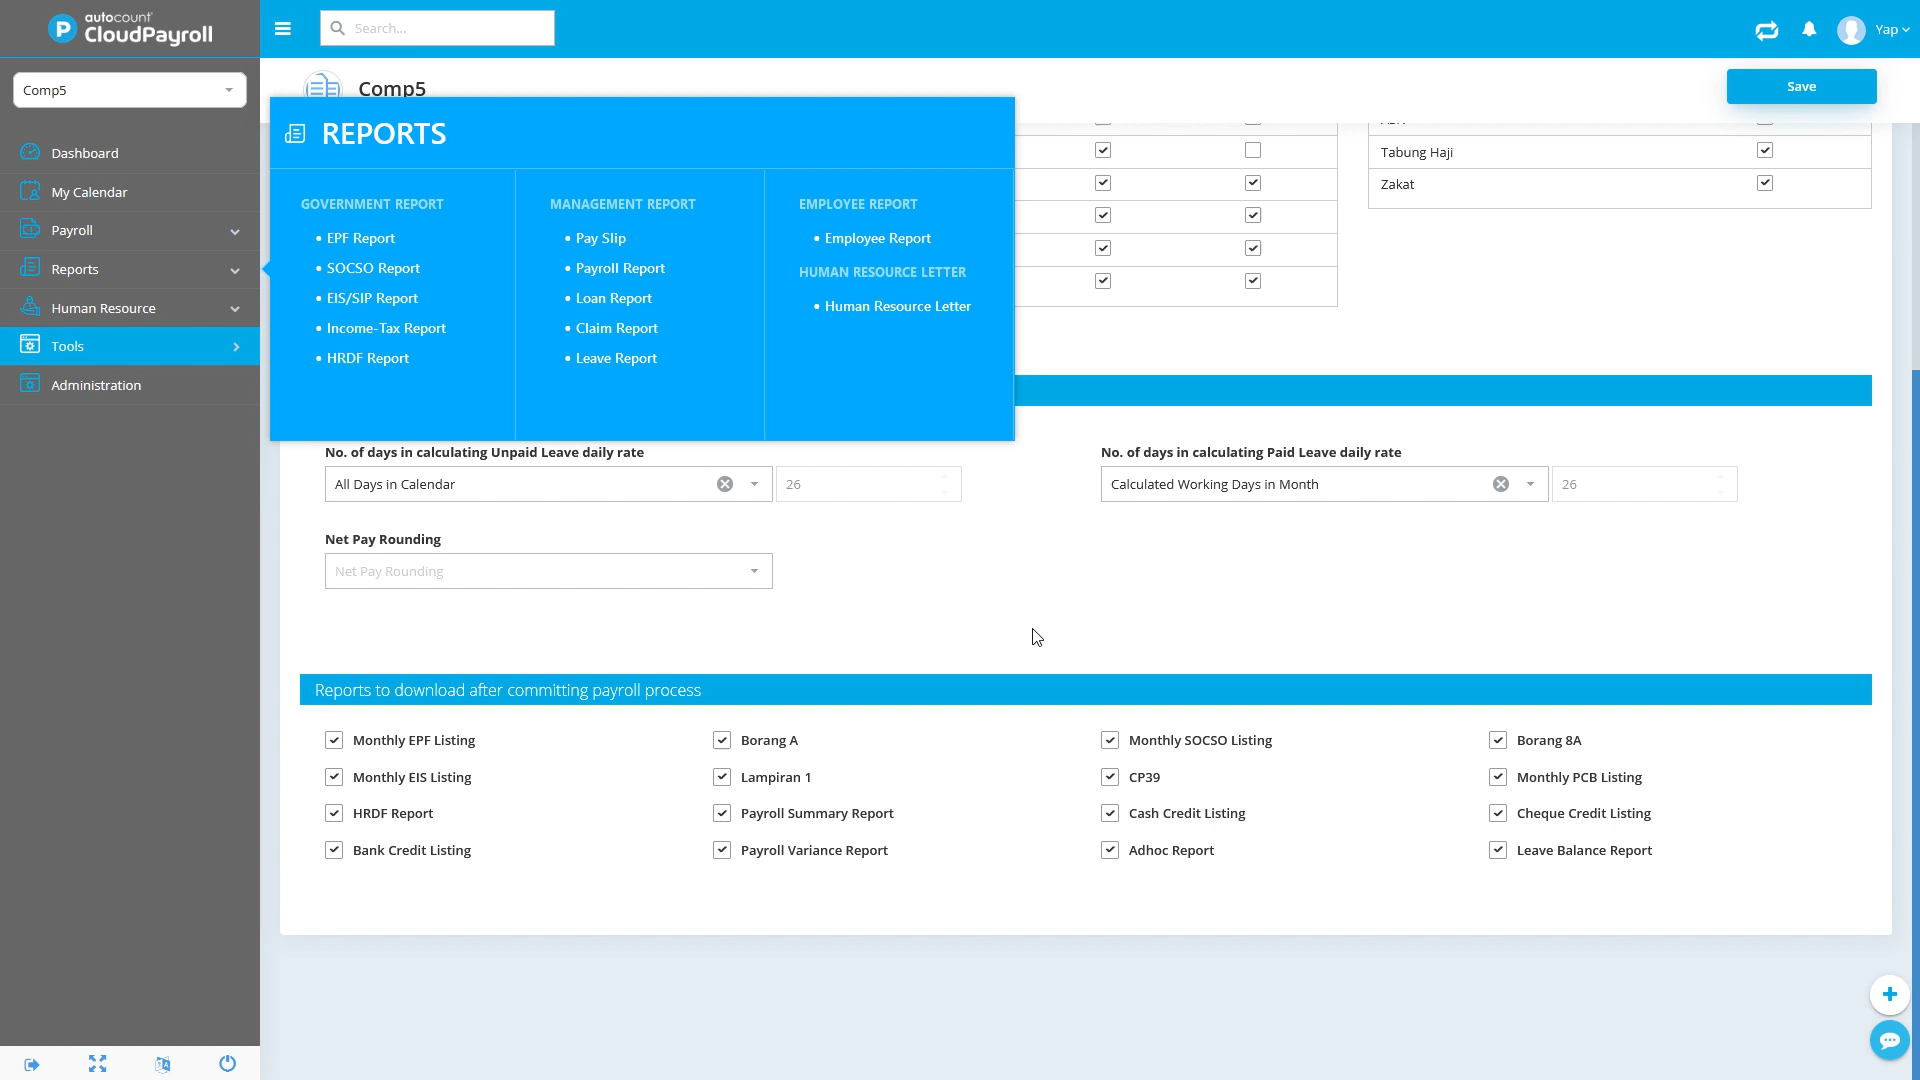 autocount
CloudPayroll
Search...
Yap
Comp5
Comp5
Save
Dashboard
My Calendar
Payroll
Reports
Human Resource
Tools
Administration
REPORTS
GOVERNMENT REPORT
• EPF Report
• SOCSO Report
• EIS/SIP Report
• Income-Tax Report
• HRDF Report
MANAGEMENT REPORT
• Pay Slip
• Payroll Report
• Loan Report
• Claim Report
• Leave Report
EMPLOYEE REPORT
• Employee Report
HUMAN RESOURCE LETTER
• Human Resource Letter
Tabung Haji
Zakat
No. of days in calculating Unpaid Leave daily rate
All Days in Calendar
26
No. of days in calculating Paid Leave daily rate
Calculated Working Days in Month
26
Net Pay Rounding
Net Pay Rounding
Reports to download after committing payroll process
Monthly EPF Listing
Borang A
Monthly SOCSO Listing
Borang 8A
Monthly EIS Listing
Lampiran 1
CP39
Monthly PCB Listing
HRDF Report
Payroll Summary Report
Cash Credit Listing
Cheque Credit Listing
Bank Credit Listing
Payroll Variance Report
Adhoc Report
Leave Balance Report